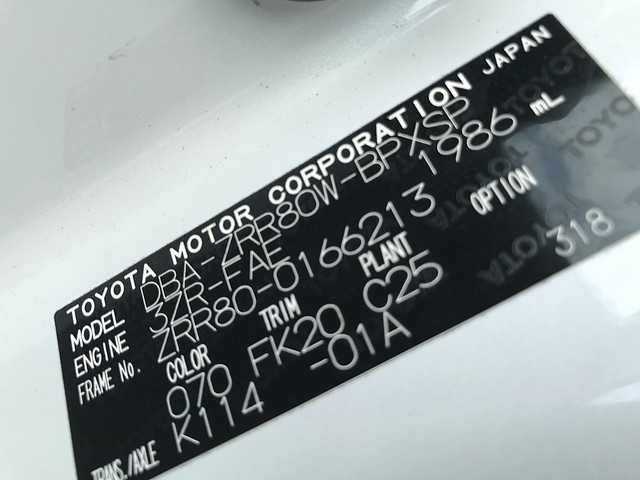 TOYOTA MOTOR CORPORATION JAPAN
MODEL DBA-ZRR80W-BPXSP
ENGINE 3ZR-FAE 1986 mL
FRAME No. ZRR80-0166213
COLOR TRIM PLANT OPTION
070 FK20 C25 318
TRANS./AXLE K114 -01A